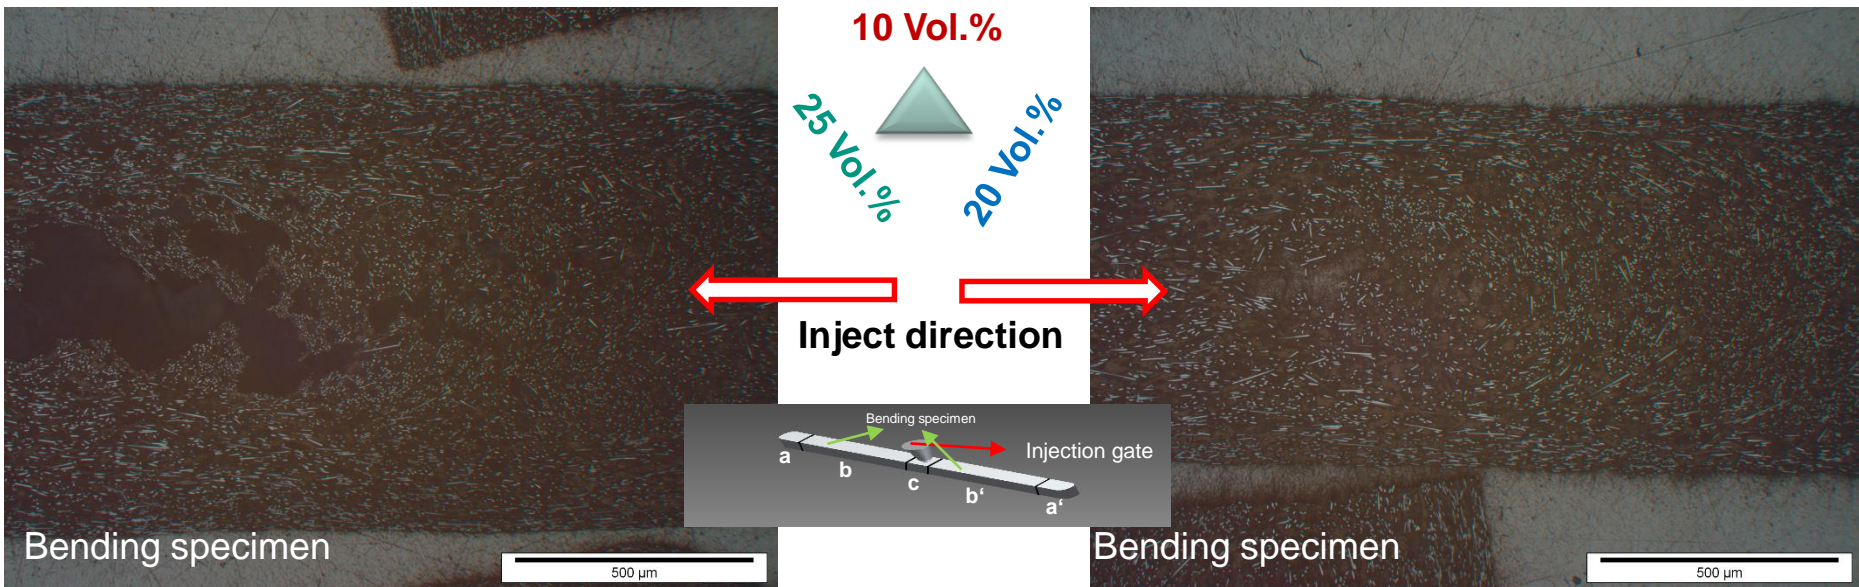 10 Vol.%
25 Vol.%
20 Vol.%
Inject direction
Bending specimen
Injection gate
a
b
c
b‘
a‘
Bending specimen
500 µm
Bending specimen
500 µm